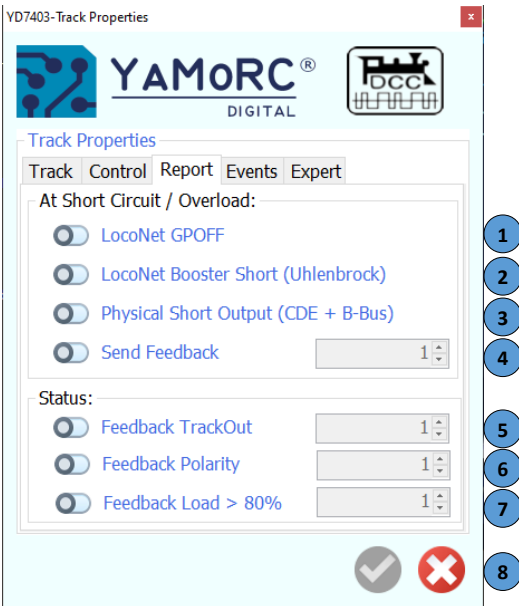 YD7403-Track Properties
x
YAMORC®
DIGITAL
DCC
Track Properties
Track Control Report Events Expert
At Short Circuit / Overload:
LocoNet GPOFF
1
LocoNet Booster Short (Uhlenbrock)
2
Physical Short Output (CDE + B-Bus)
3
Send Feedback 1
4
Status:
Feedback TrackOut 1
5
Feedback Polarity 1
6
Feedback Load > 80% 1
7
8